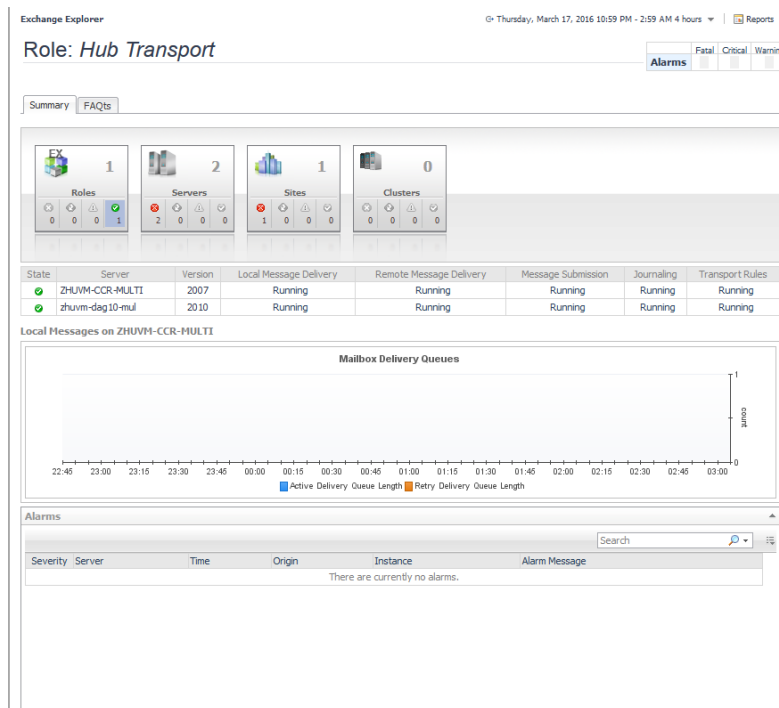 Exchange Explorer
Thursday, March 17, 2016 10:59 PM - 2:59 AM 4 hours Reports
Role: Hub Transport
Fatal Critical Warnin
Alarms
Summary FAQts
EX 1 2 1 0
Roles Servers Sites Clusters
0 0 0 1 2 0 0 0 1 0 0 0 0 0 0 0
State Server Version Local Message Delivery Remote Message Delivery Message Submission Journaling Transport Rules
ZHUVM-CCR-MULTI 2007 Running Running Running Running Running
zhuvm-dag10-mul 2010 Running Running Running Running Running
Local Messages on ZHUVM-CCR-MULTI
Mailbox Delivery Queues
1
count
0
22:45 23:00 23:15 23:30 23:45 00:00 00:15 00:30 00:45 01:00 01:15 01:30 01:45 02:00 02:15 02:30 02:45 03:00
Active Delivery Queue Length Retry Delivery Queue Length
Alarms
Search
Severity Server Time Origin Instance Alarm Message
There are currently no alarms.